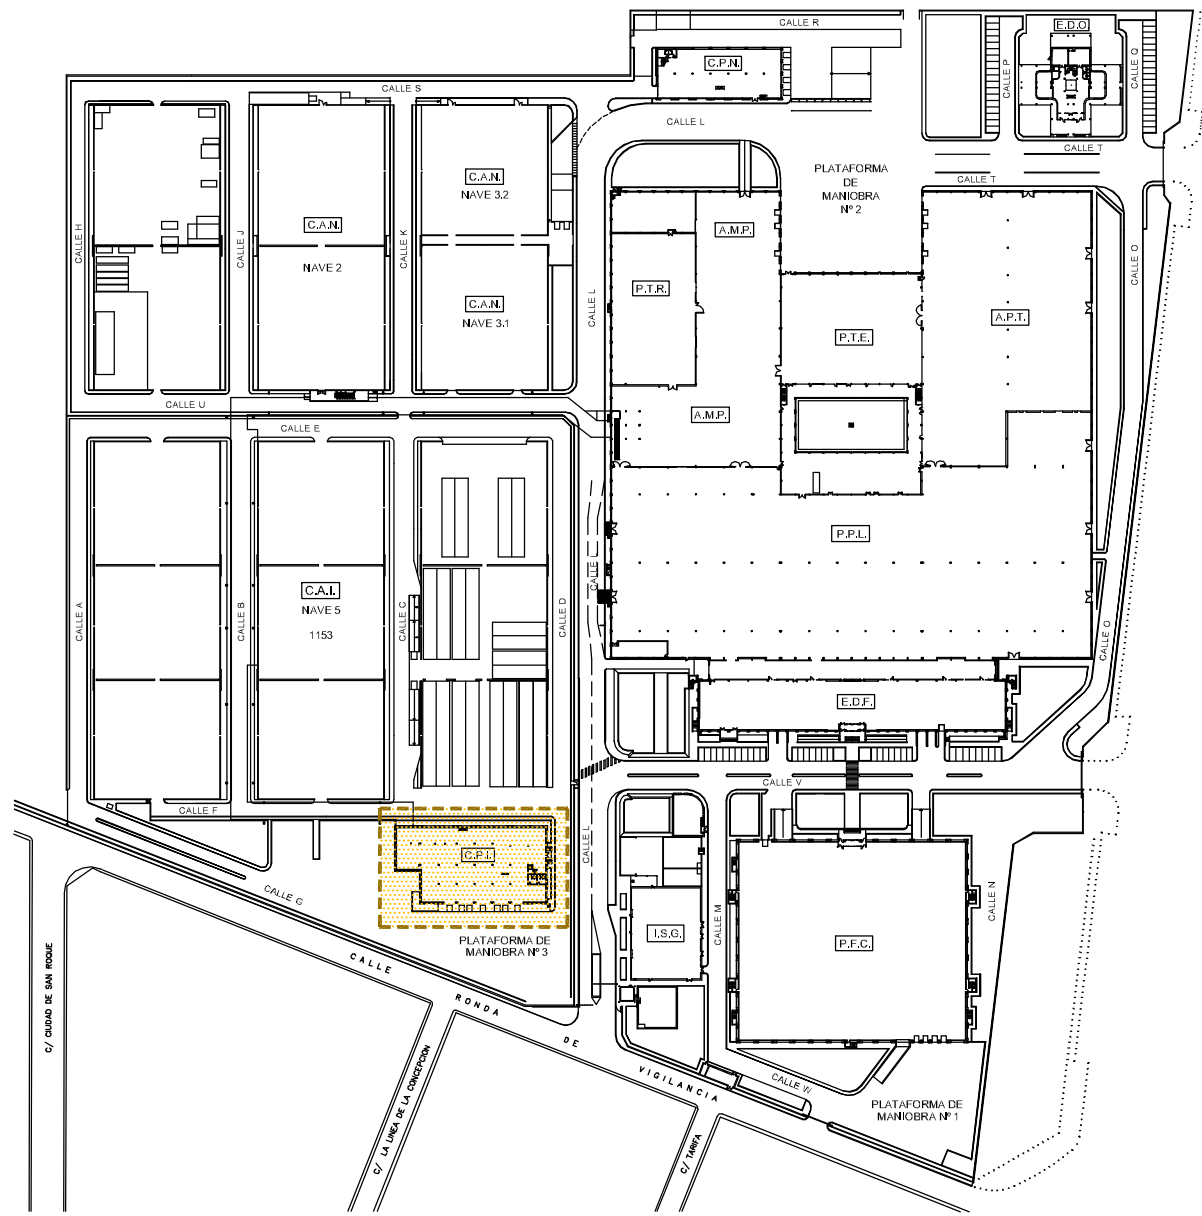 CALLE R
E.D.O.
C.P.N.
CALLE P
CALLE Q
CALLE S
CALLE L
CALLE T
PLATAFORMA
DE
MANIOBRA
Nº 2
CALLE T
C.A.N.
NAVE 3.2
C.A.N.
NAVE 2
A.M.P.
CALLE H
CALLE J
CALLE K
CALLE O
C.A.N.
NAVE 3.1
CALLE L
P.T.R.
P.T.E.
A.P.T.
CALLE U
A.M.P.
CALLE E
P.P.L.
CALLE L
C.A.I.
NAVE 5
1153
CALLE A
CALLE B
CALLE C
CALLE D
CALLE O
E.D.F.
CALLE V
CALLE F
CALLE L
C.P.I.
CALLE G
CALLE M
CALLE N
I.S.G.
P.F.C.
PLATAFORMA DE
MANIOBRA Nº 3
CALLE RONDA DE VIGILANCIA
C/ CIUDAD DE SAN ROQUE
C/ LA LINEA DE LA CONCEPCION
C/ TARIFA
CALLE W
PLATAFORMA DE
MANIOBRA Nº 1